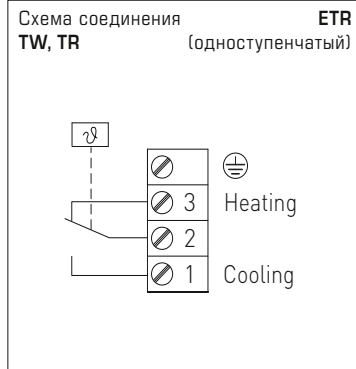 Схема соединения ETR
TW, TR (одноступенчатый)
ϑ
3 Heating
2
1 Cooling